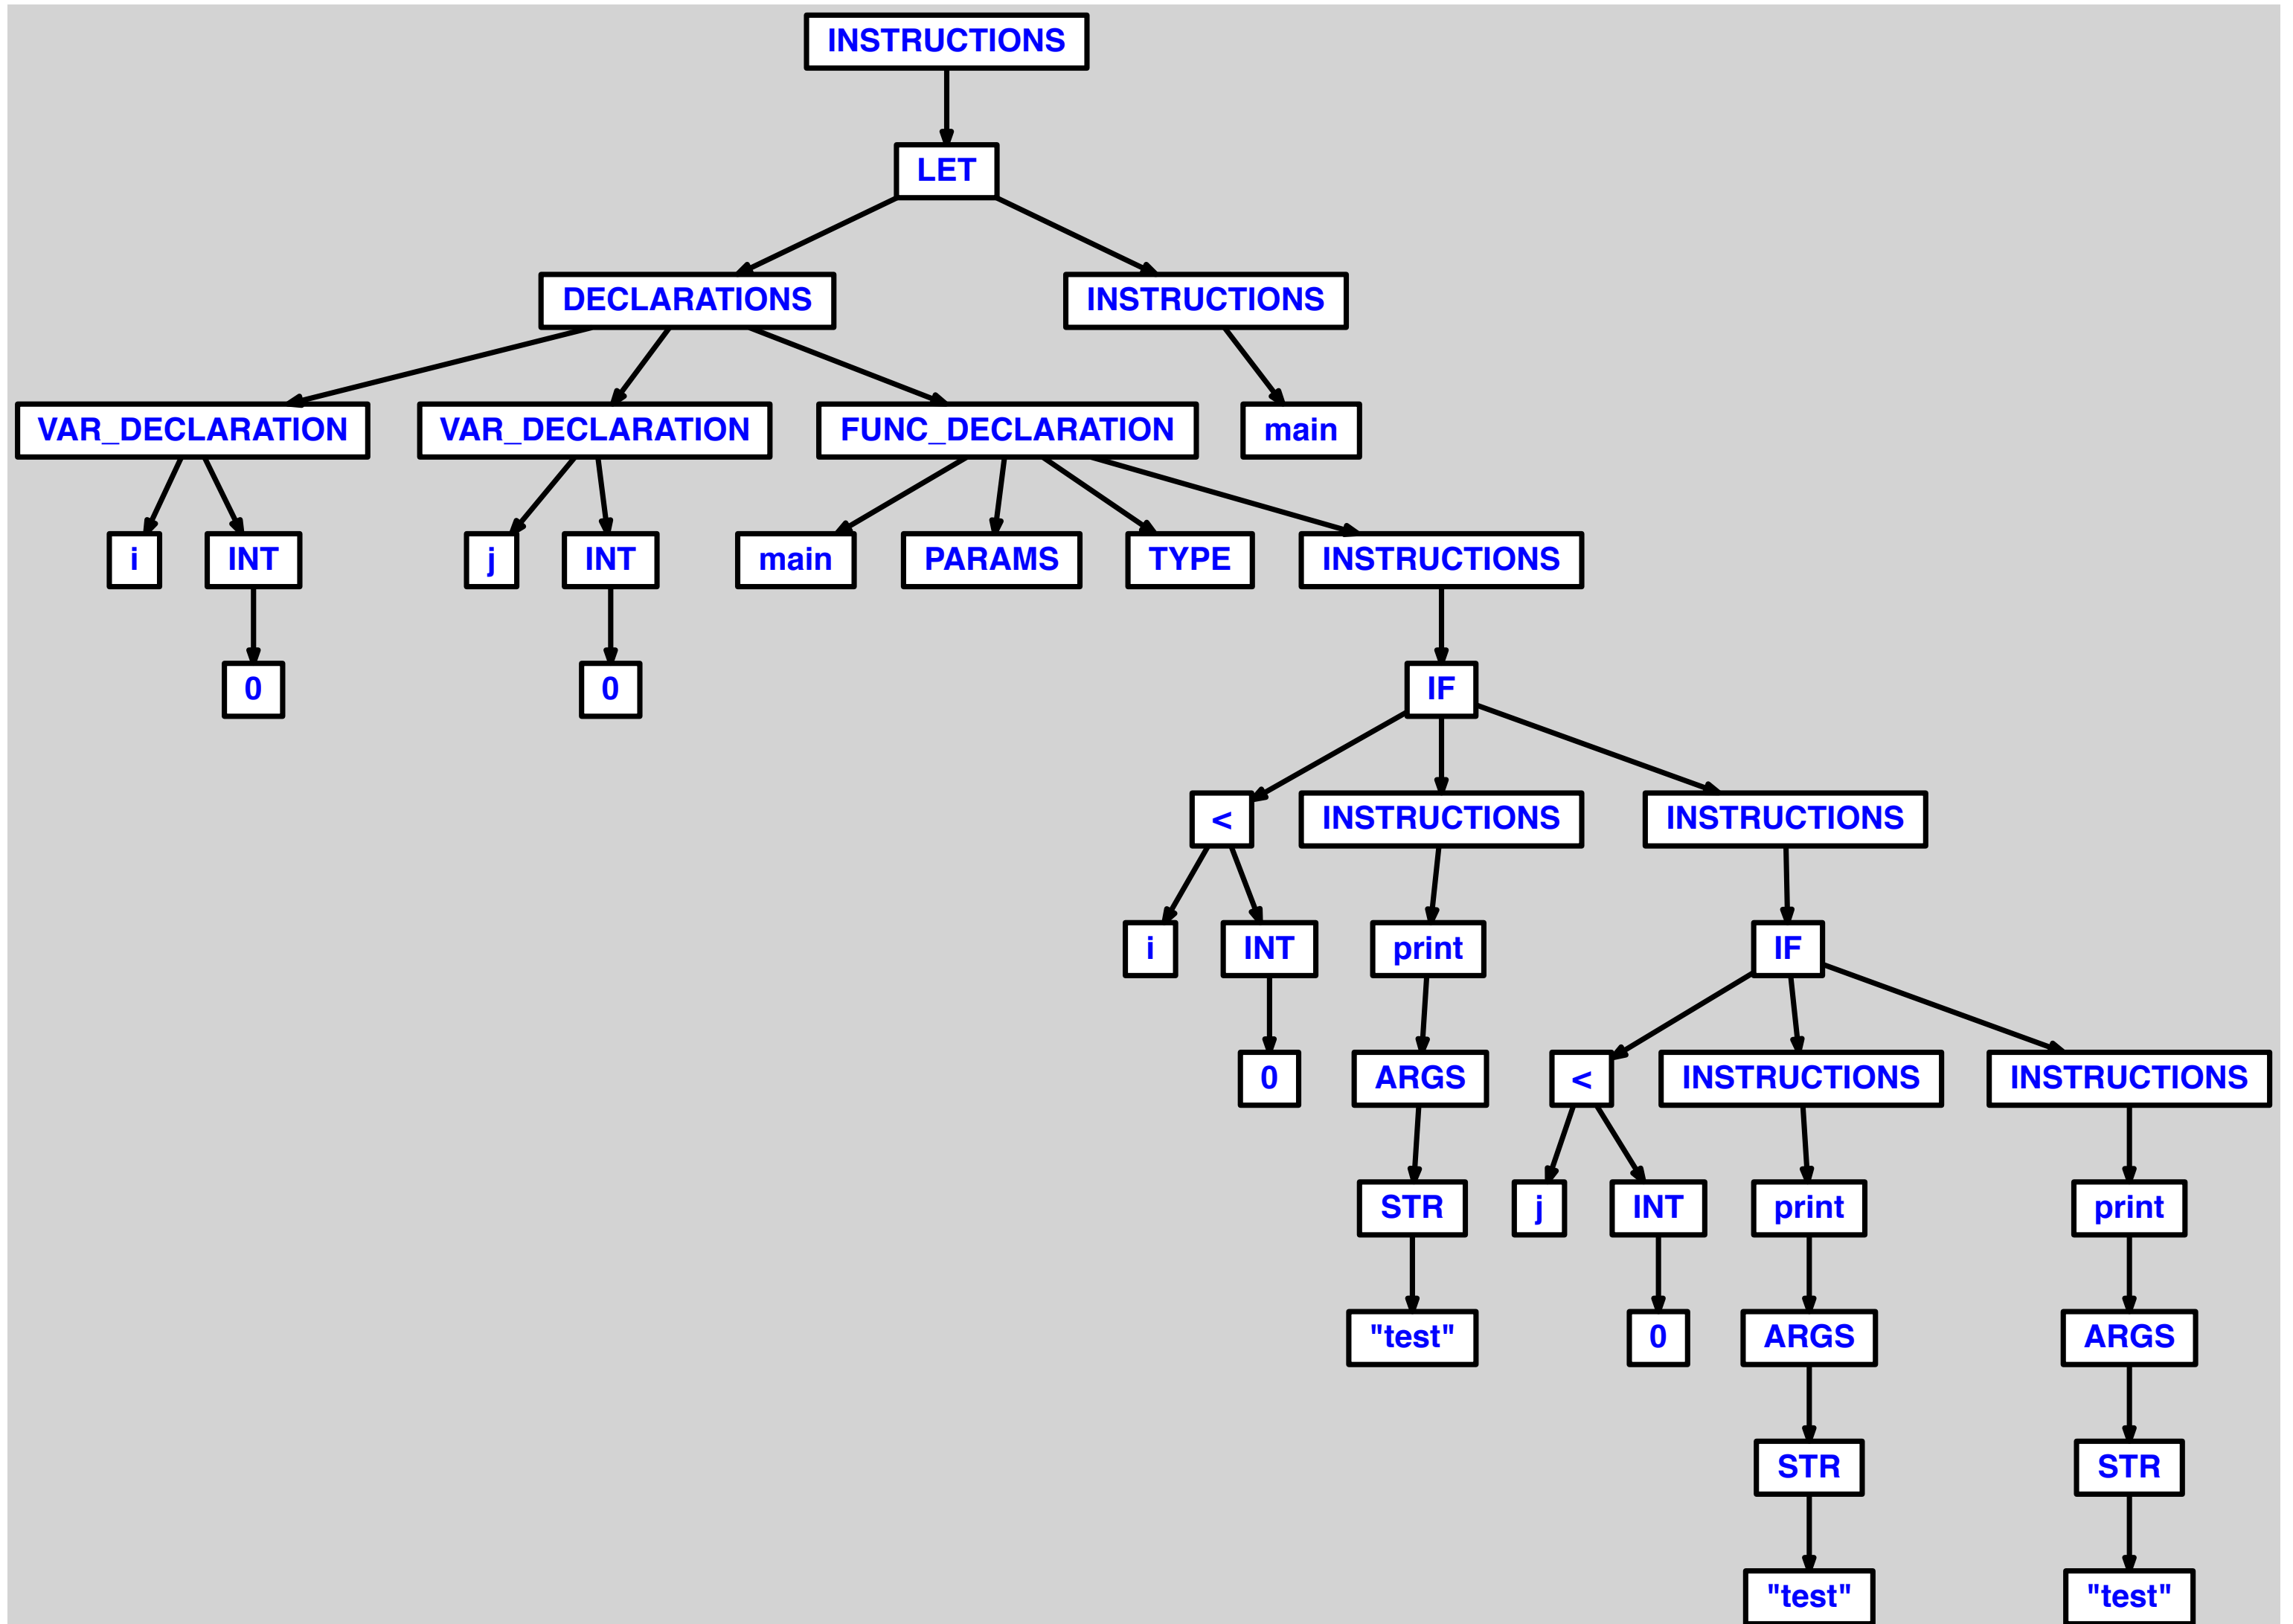 INSTRUCTIONS
LET
DECLARATIONS
INSTRUCTIONS
VAR_DECLARATION
VAR_DECLARATION
FUNC_DECLARATION
main
i
INT
j
INT
main
PARAMS
TYPE
INSTRUCTIONS
0
0
IF
<
INSTRUCTIONS
INSTRUCTIONS
i
INT
print
IF
0
ARGS
<
INSTRUCTIONS
INSTRUCTIONS
STR
j
INT
print
print
"test"
0
ARGS
ARGS
STR
STR
"test"
"test"